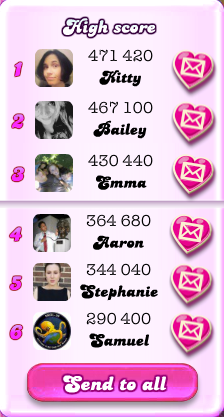 High score
1 471 420
Kitty
2 467 100
Bailey
3 430 440
Emma
4 364 680
Aaron
5 344 040
Stephanie
6 290 400
Samuel
Send to all